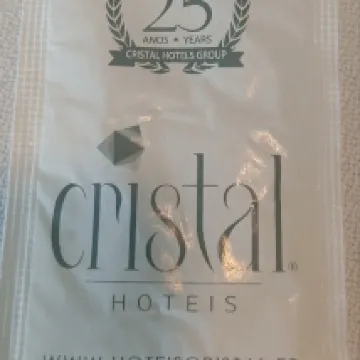 25
ANOS • YEARS
CRISTAL HOTELS GROUP
cristal®
HOTEIS